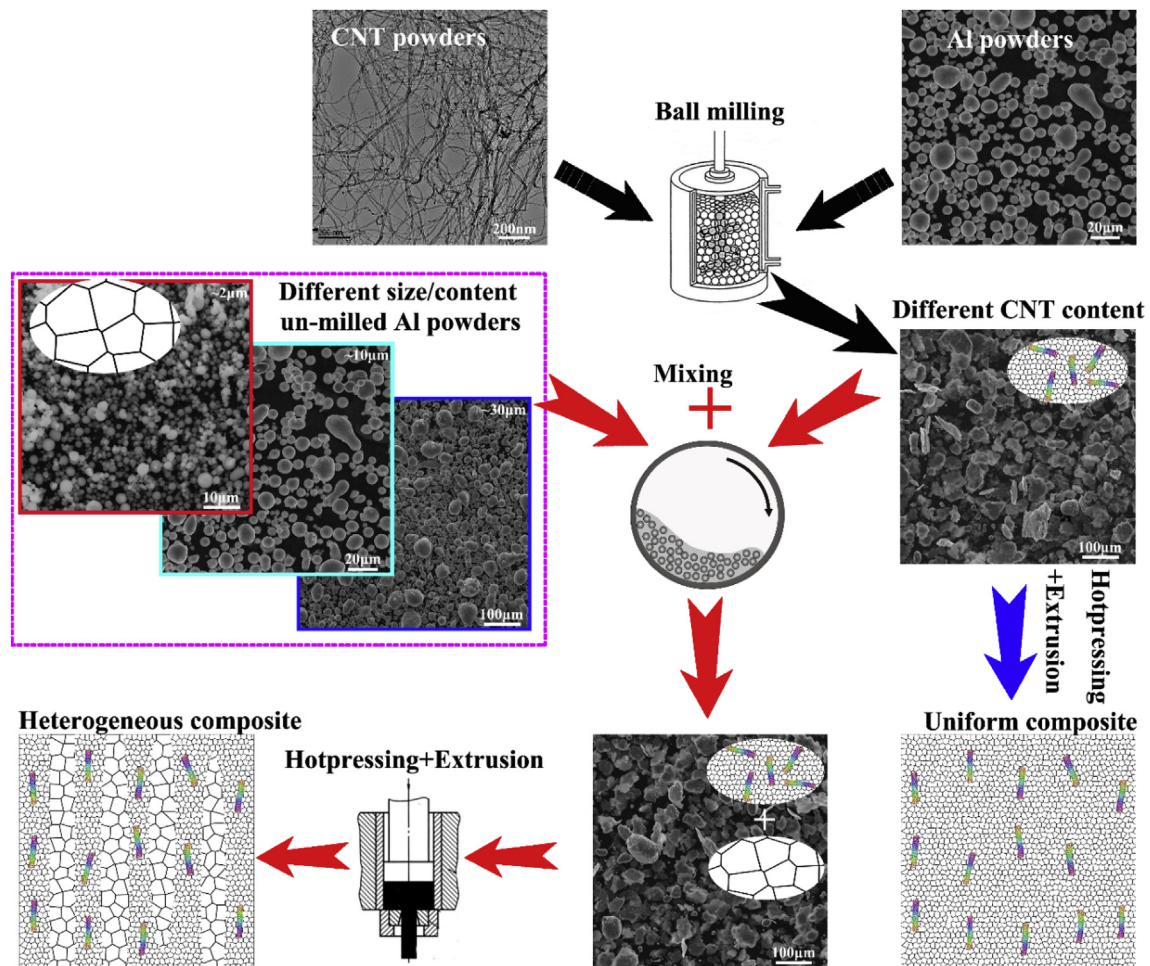 CNT powders
200nm
Al powders
20μm
Ball milling
Different size/content
un-milled Al powders
~2μm
10μm
~10μm
20μm
~30μm
100μm
Mixing
+
Different CNT content
100μm
Hotpressing
+Extrusion
Heterogeneous composite
Hotpressing+Extrusion
+
100μm
Uniform composite